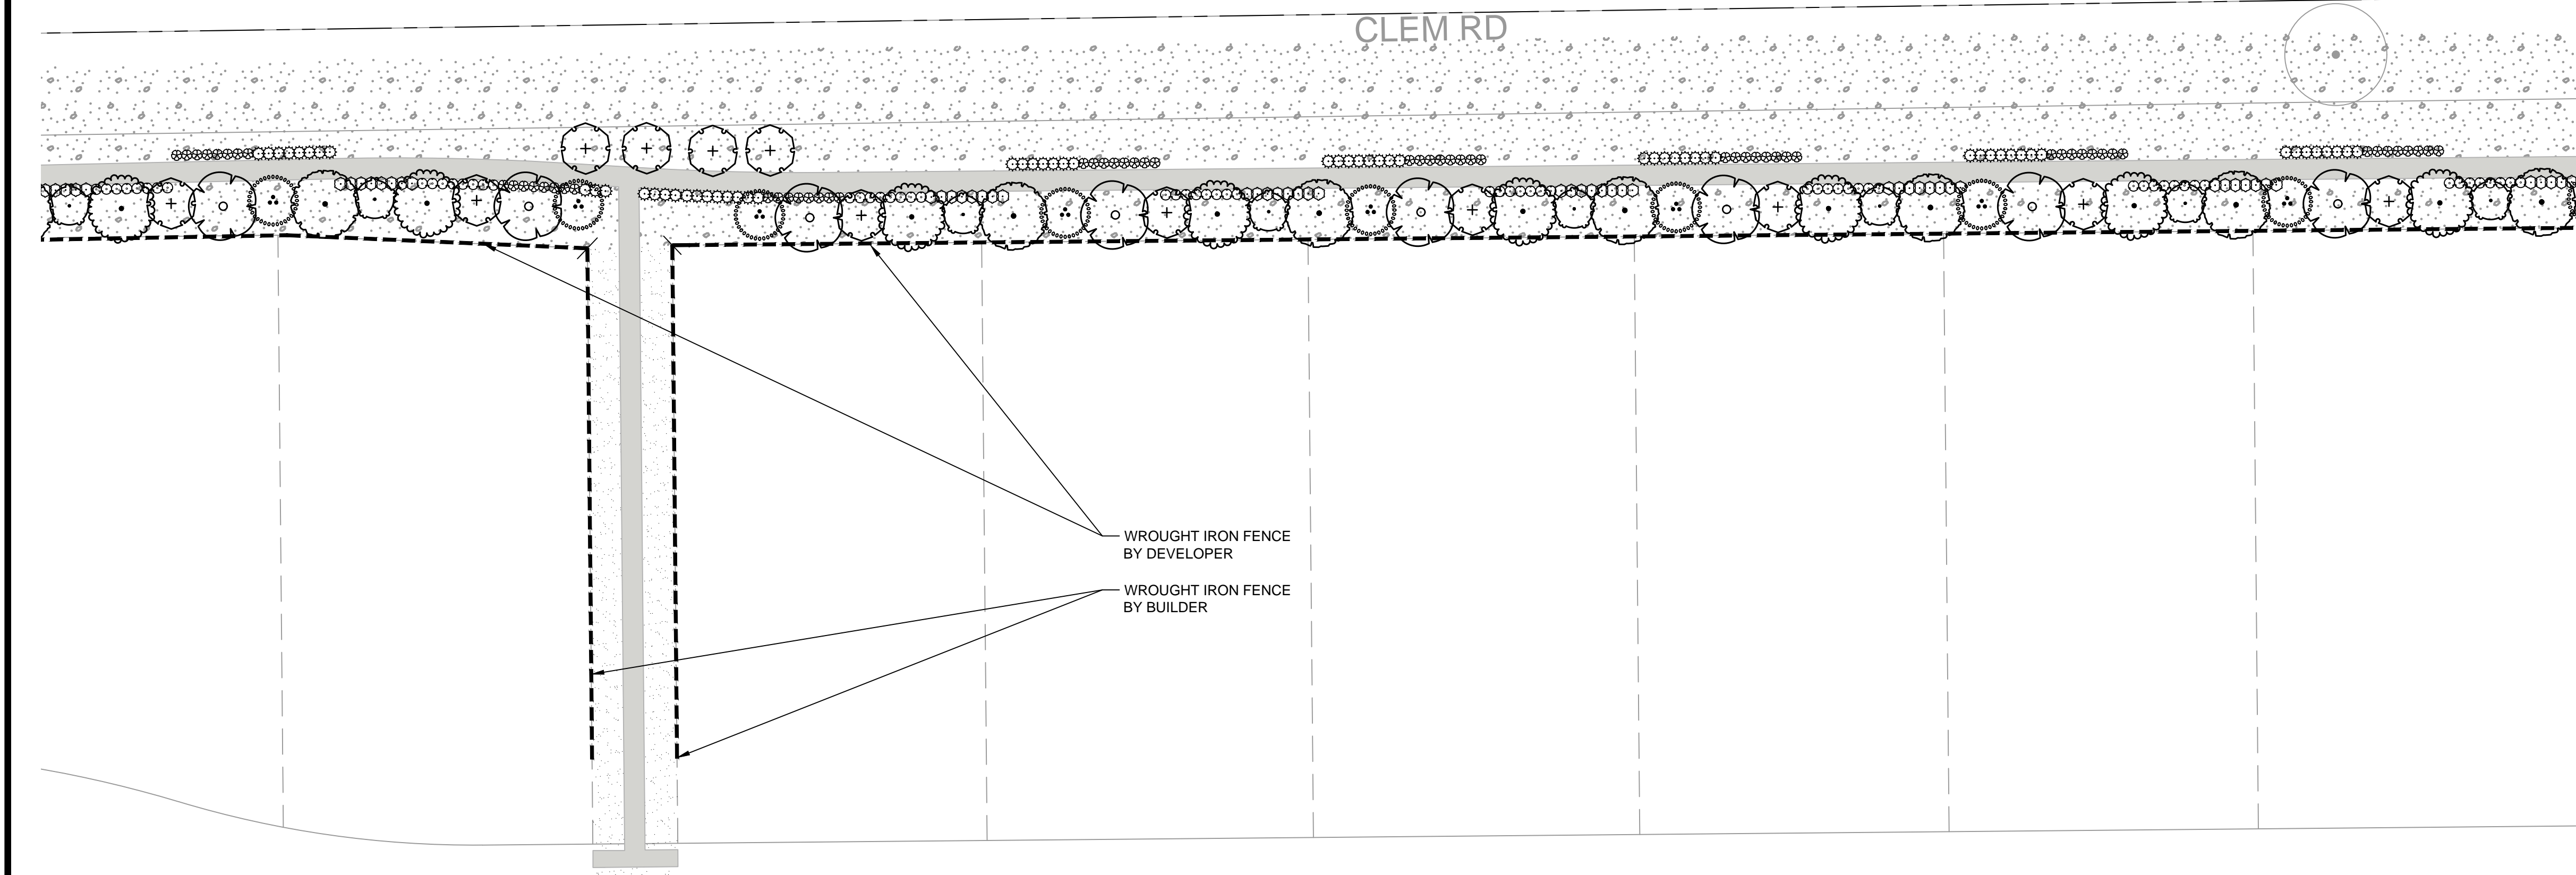 CLEM RD
WROUGHT IRON FENCE
BY DEVELOPER
WROUGHT IRON FENCE
BY BUILDER